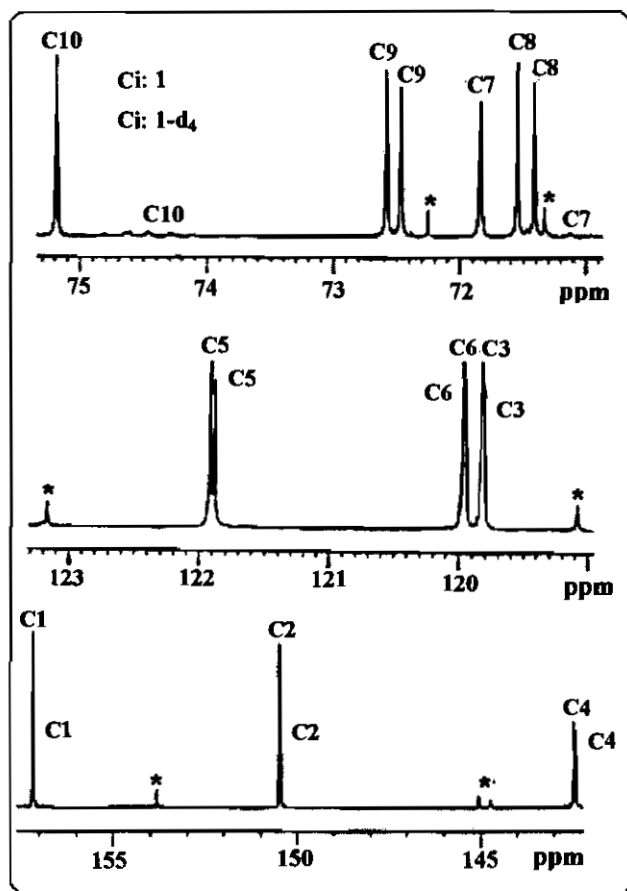 C10 C9 C9 C7 C8 C8
Ci: 1
Ci: 1-d4
* *
C10 C7
75 74 73 72 ppm
C5 C6 C3
C5 C6 C3
* *
123 122 121 120 ppm
C1 C2 C4
C1 C2 C4
* *
155 150 145 ppm